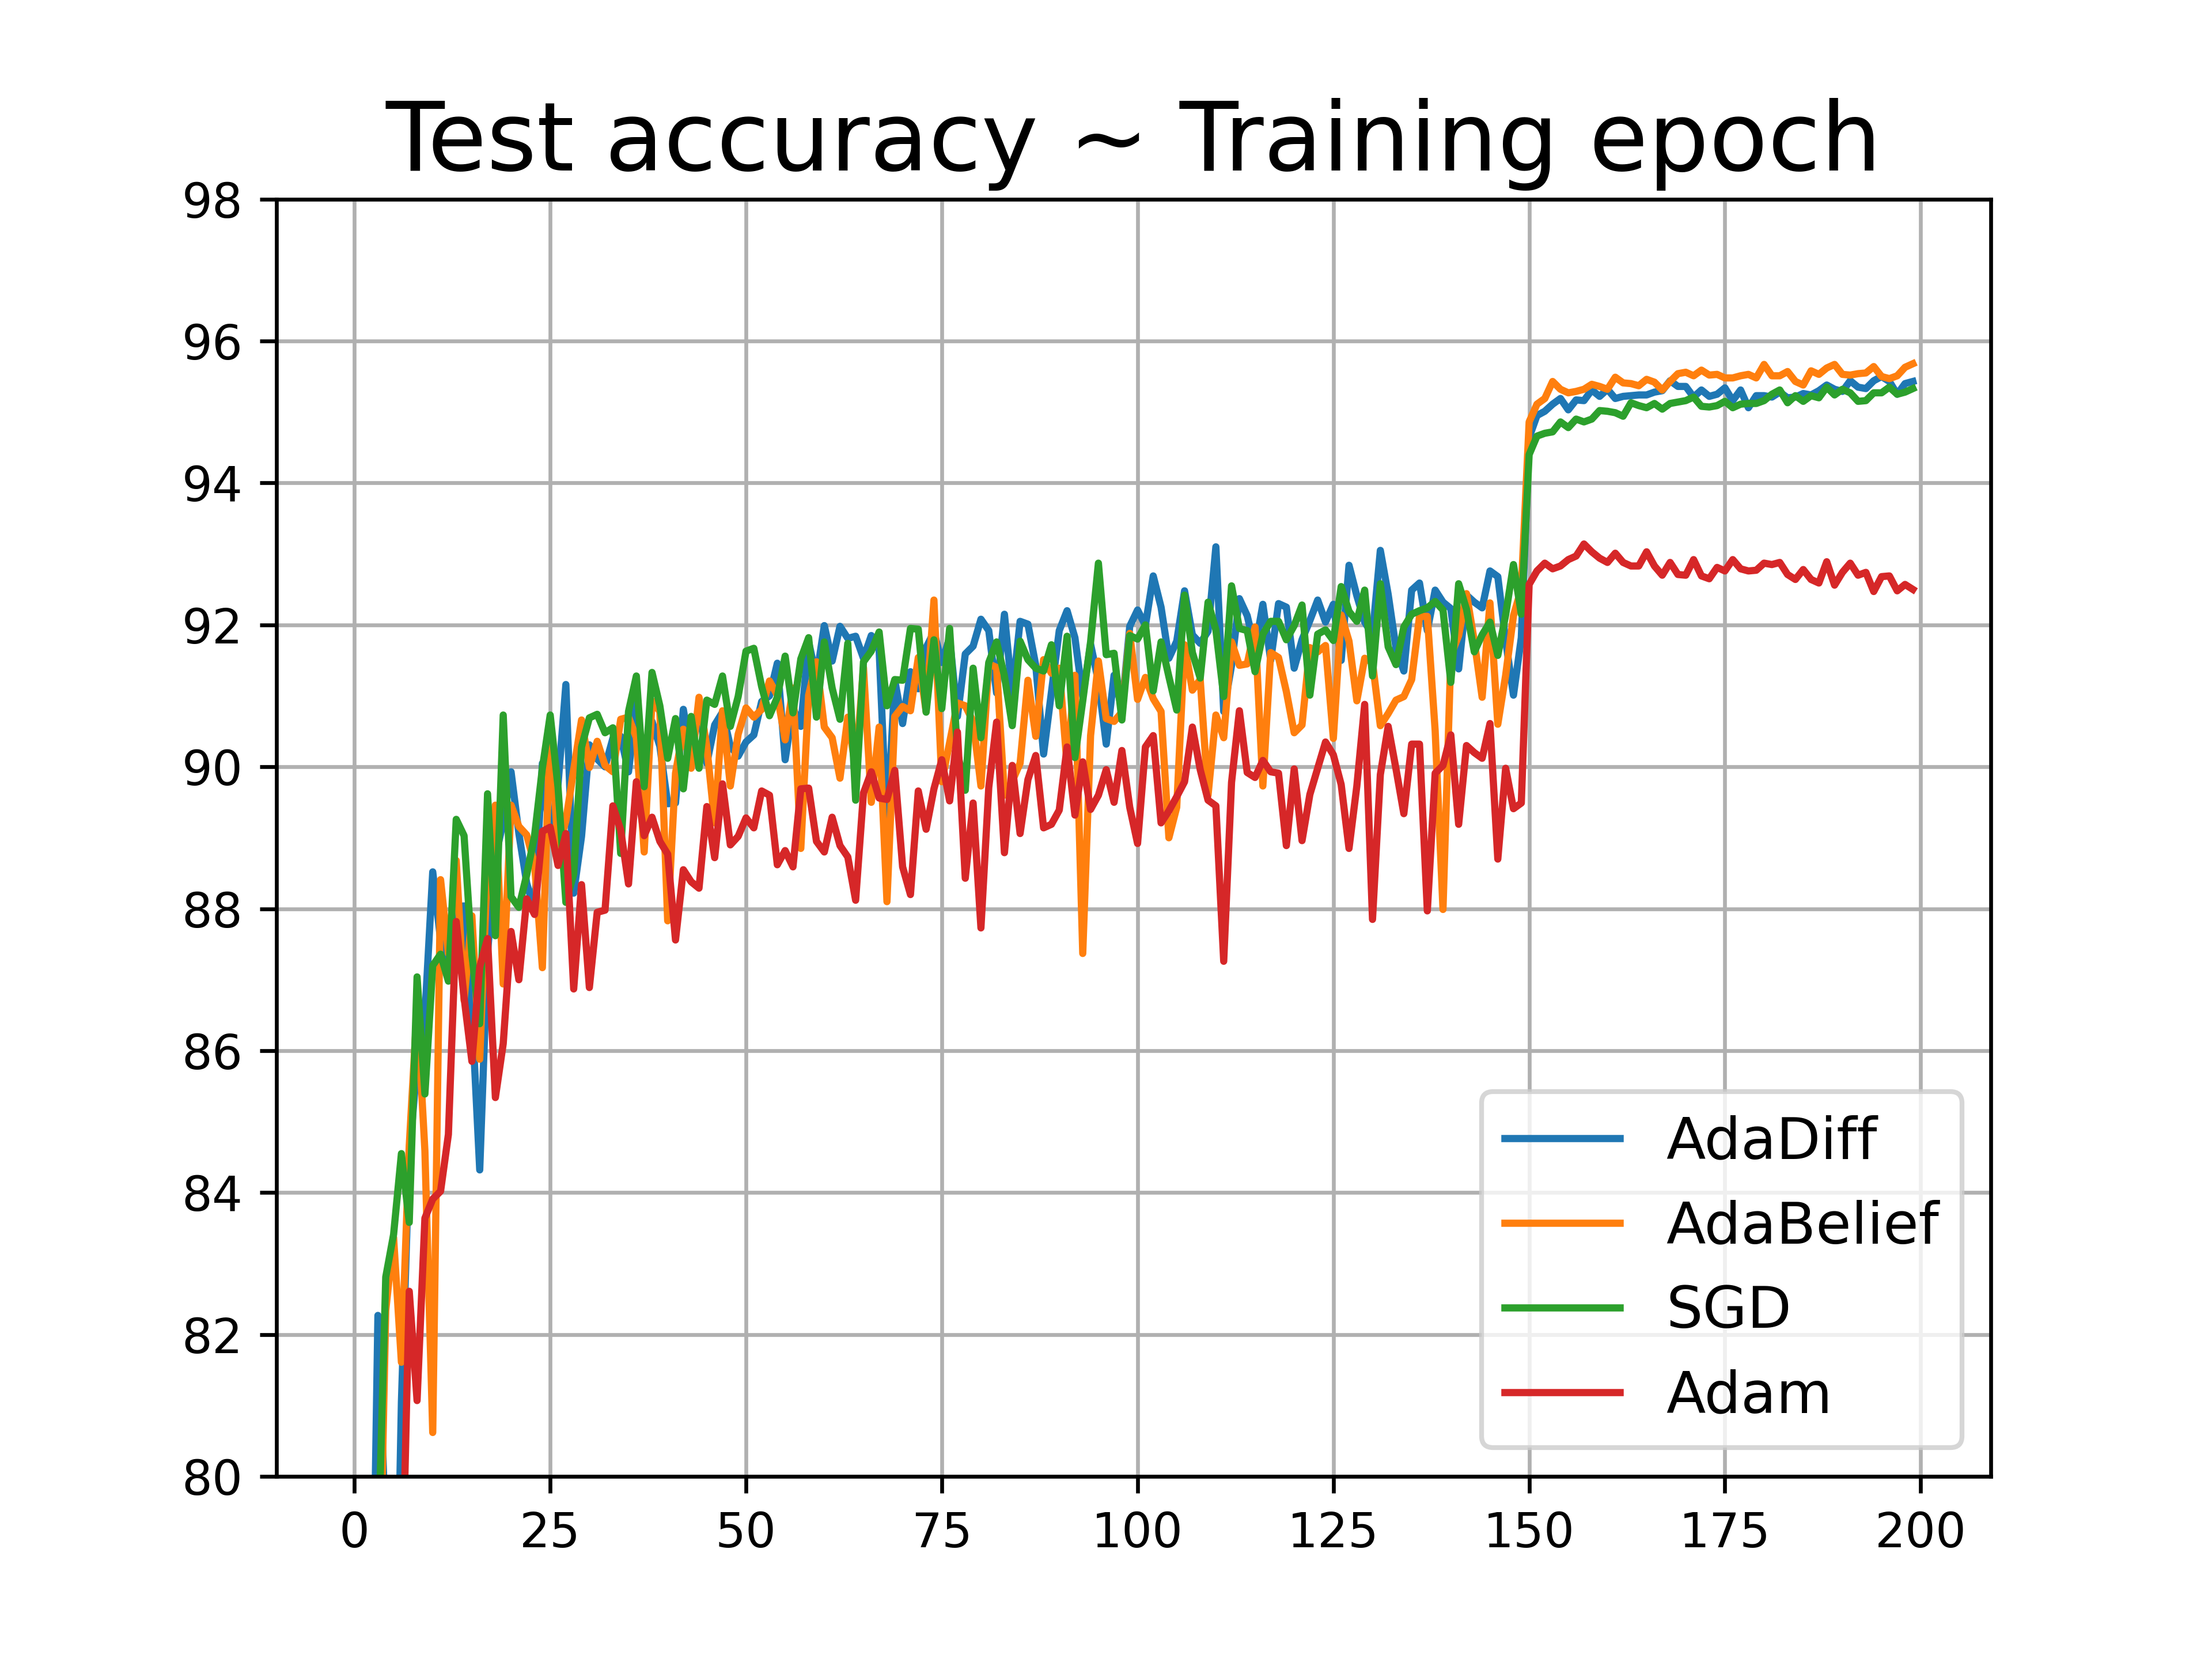 Test accuracy ~ Training epoch
98
96
94
92
90
88
86
84
82
80
0 25 50 75 100 125 150 175 200
AdaDiff
AdaBelief
SGD
Adam